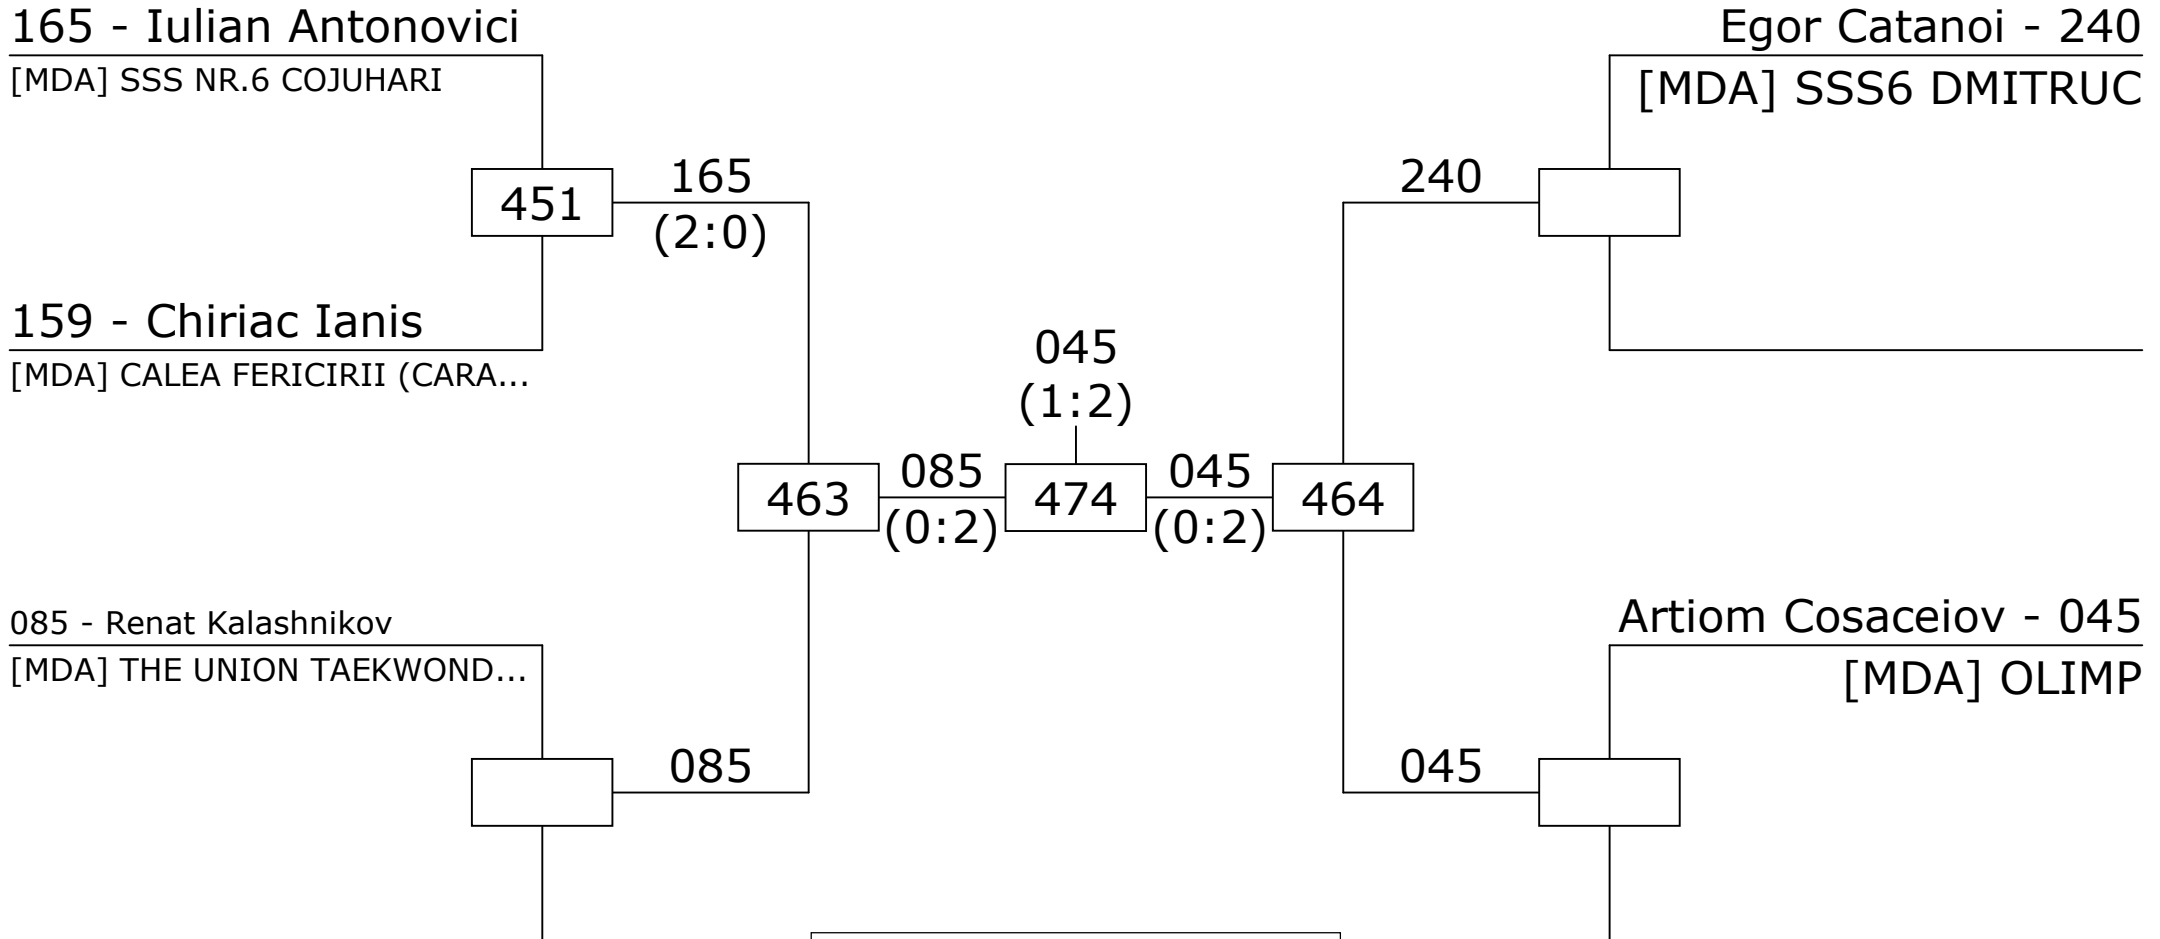 165 - Iulian Antonovici
[MDA] SSS NR.6 COJUHARI
Egor Catanoi - 240
[MDA] SSS6 DMITRUC
451
165
(2:0)
240
159 - Chiriac Ianis
[MDA] CALEA FERICIRII (CARA...
045
(1:2)
463
085
(0:2)
474
045
(0:2)
464
085 - Renat Kalashnikov
[MDA] THE UNION TAEKWOND...
Artiom Cosaceiov - 045
[MDA] OLIMP
085
045